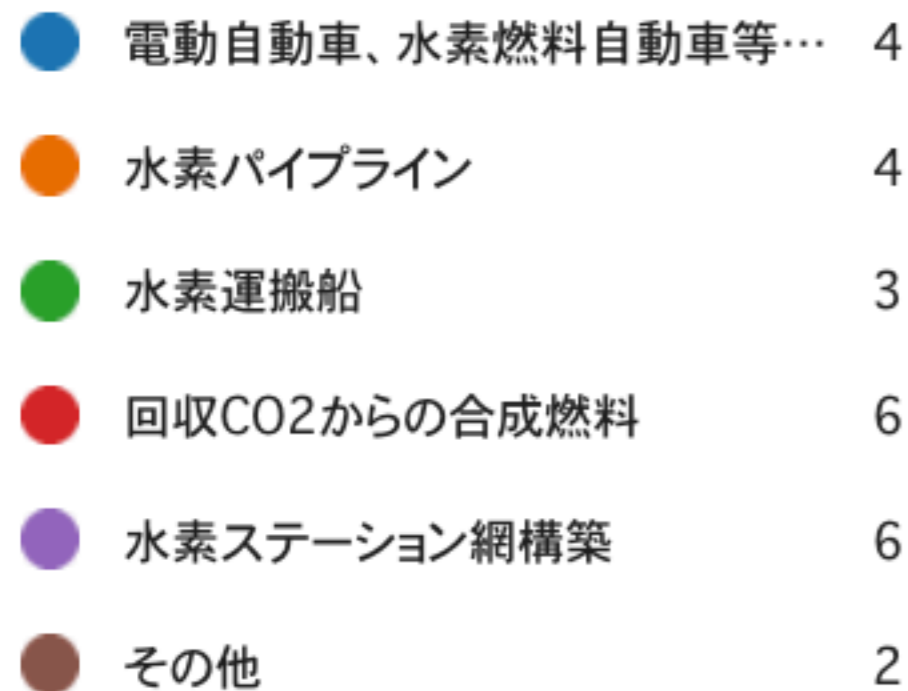 電動自動車、水素燃料自動車等… 4
水素パイプライン 4
水素運搬船 3
回収CO2からの合成燃料 6
水素ステーション網構築 6
その他 2